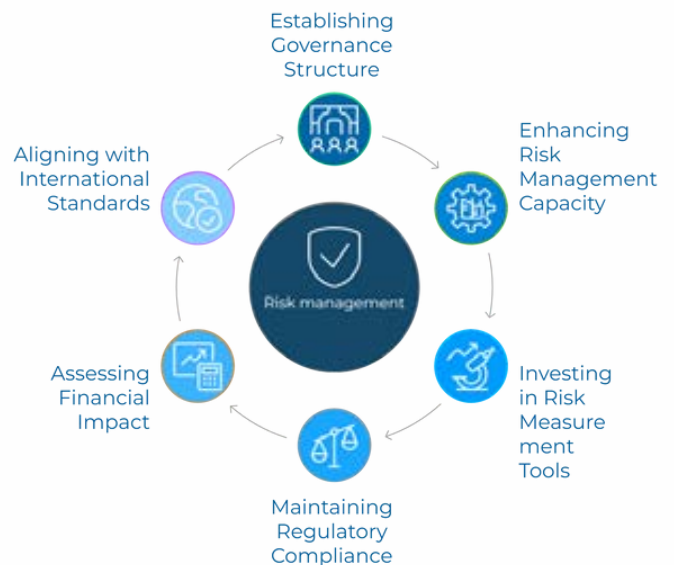 Establishing
Governance
Structure
Enhancing
Risk
Management
Capacity
Investing
in Risk
Measure
ment
Tools
Maintaining
Regulatory
Compliance
Assessing
Financial
Impact
Aligning with
International
Standards
Risk management